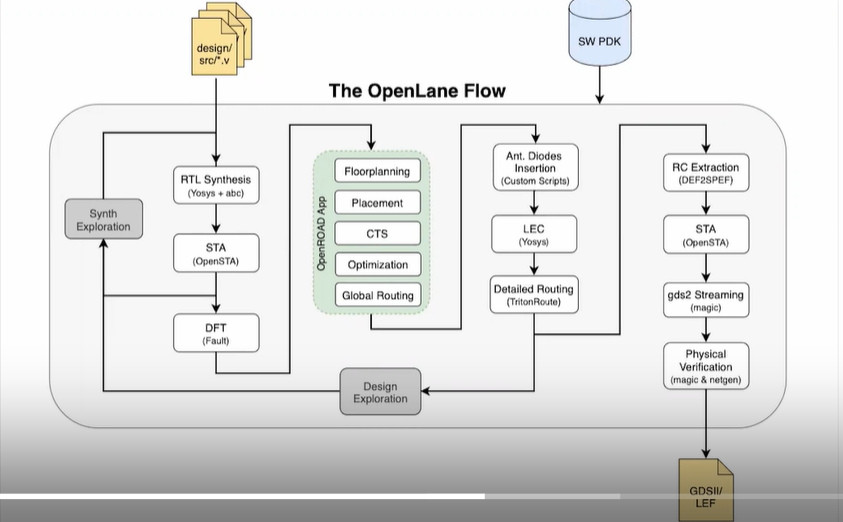 design/
src/*.v
SW PDK
The OpenLane Flow
RTL Synthesis
(Yosys + abc)
Synth
Exploration
STA
(OpenSTA)
DFT
(Fault)
OpenROAD App
Floorplanning
Placement
CTS
Optimization
Global Routing
Design
Exploration
Ant. Diodes
Insertion
(Custom Scripts)
LEC
(Yosys)
Detailed Routing
(TritonRoute)
RC Extraction
(DEF2SPEF)
STA
(OpenSTA)
gds2 Streaming
(magic)
Physical
Verification
(magic & netgen)
GDSII/
LEF